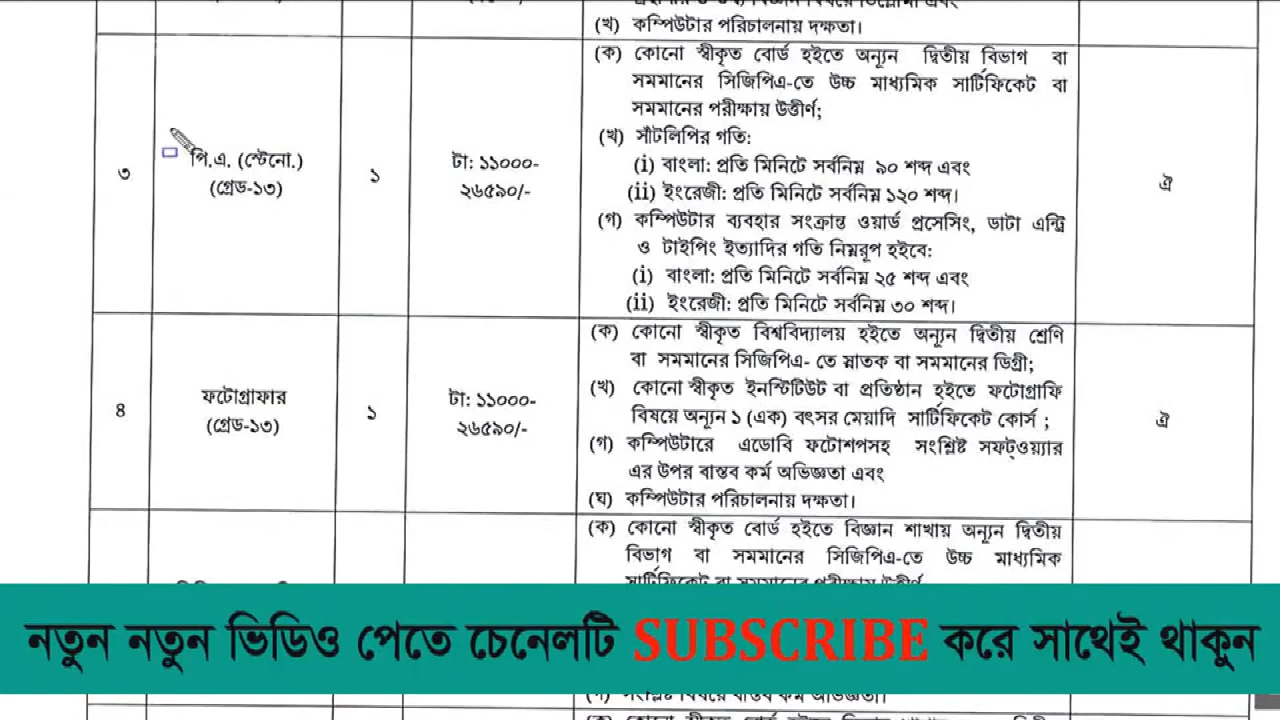 (খ) কম্পিউটার পরিচালনায় দক্ষতা।
৩
পি.এ. (স্টেনো.)
(গ্রেড-১৩)
১
টা: ১১০০০-
২৬৫৯০/-
(ক) কোনো স্বীকৃত বোর্ড হইতে অন্যূন দ্বিতীয় বিভাগ বা
সমমানের সিজিপিএ-তে উচ্চ মাধ্যমিক সার্টিফিকেট বা
সমমানের পরীক্ষায় উত্তীর্ণ;
(খ) সাঁটলিপির গতি:
(i) বাংলা: প্রতি মিনিটে সর্বনিম্ন ৯০ শব্দ এবং
(ii) ইংরেজী: প্রতি মিনিটে সর্বনিম্ন ১২০ শব্দ।
(গ) কম্পিউটার ব্যবহার সংক্রান্ত ওয়ার্ড প্রসেসিং, ডাটা এন্ট্রি
ও টাইপিং ইত্যাদির গতি নিম্নরূপ হইবে:
(i) বাংলা: প্রতি মিনিটে সর্বনিম্ন ২৫ শব্দ এবং
(ii) ইংরেজী: প্রতি মিনিটে সর্বনিম্ন ৩০ শব্দ।
ঐ
৪
ফটোগ্রাফার
(গ্রেড-১৩)
১
টা: ১১০০০-
২৬৫৯০/-
(ক) কোনো স্বীকৃত বিশ্ববিদ্যালয় হইতে অন্যূন দ্বিতীয় শ্রেণি
বা সমমানের সিজিপিএ- তে স্নাতক বা সমমানের ডিগ্রী;
(খ) কোনো স্বীকৃত ইনস্টিটিউট বা প্রতিষ্ঠান হইতে ফটোগ্রাফি
বিষয়ে অন্যূন ১ (এক) বৎসর মেয়াদি সার্টিফিকেট কোর্স ;
(গ) কম্পিউটারে এডোবি ফটোশপসহ সংশ্লিষ্ট সফট্ওয়্যার
এর উপর বাস্তব কর্ম অভিজ্ঞতা এবং
(ঘ) কম্পিউটার পরিচালনায় দক্ষতা।
ঐ
(ক) কোনো স্বীকৃত বোর্ড হইতে বিজ্ঞান শাখায় অন্যূন দ্বিতীয়
বিভাগ বা সমমানের সিজিপিএ-তে উচ্চ মাধ্যমিক
সার্টিফিকেট বা সমমানের পরীক্ষায় উত্তীর্ণ
নতুন নতুন ভিডিও পেতে চেনেলটি SUBSCRIBE করে সাথেই থাকুন